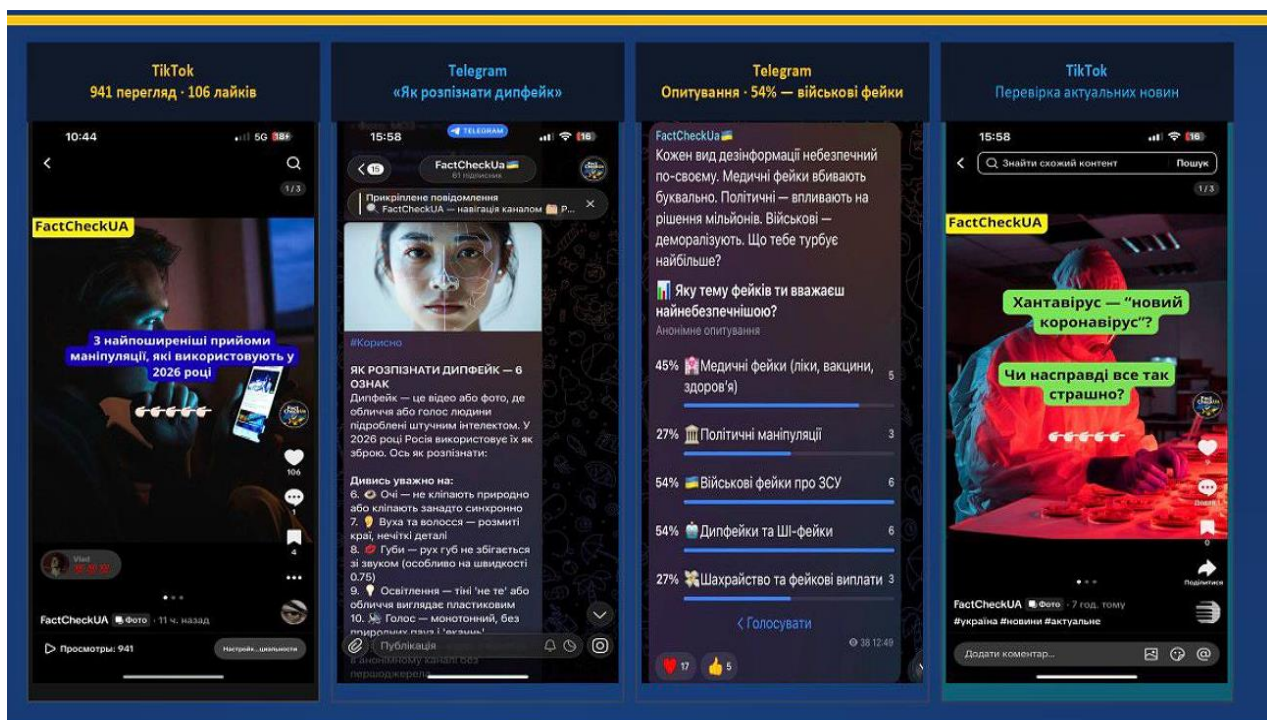 TikTok
941 перегляд · 106 лайків
10:44
5G
1/3
FactCheckUA
3 найпоширеніші прийоми
маніпуляції, які використовують у
2026 році
106
1
4
Vlad
FactCheckUA Фото · 11 ч. назад
Просмотры: 941
Telegram
«Як розпізнати дипфейк»
15:58
TELEGRAM
16
15
FactCheckUa
61 підписник
Прикріплене повідомлення
FactCheckUA — навігація каналом
#Корисно
ЯК РОЗПІЗНАТИ ДИПФЕЙК — 6
ОЗНАК
Дипфейк — це відео або фото, де
обличчя або голос людини
підроблені штучним інтелектом. У
2026 році Росія використовує їх як
зброю. Ось як розпізнати:
Дивись уважно на:
6. 👁 Очі — не кліпають природно
або кліпають занадто синхронно
7. 👂 Вуха та волосся — розмиті
краї, нечіткі деталі
8. 👄 Губи — рух губ не збігається
зі звуком (особливо на швидкості
0.75)
9. 💡 Освітлення — тіні 'не те' або
обличчя виглядає пластиковим
10. Голос — монотонний, без
природних пауз і 'екань'
Публікація
в анонімному каналі без
першоджерела
Telegram
Опитування · 54% — військові фейки
FactCheckUa
Кожен вид дезінформації небезпечний
по-своєму. Медичні фейки вбивають
буквально. Політичні — впливають на
рішення мільйонів. Військові —
деморалізують. Що тебе турбує
найбільше?
📊 Яку тему фейків ти вважаєш
найнебезпечнішою?
Анонімне опитування
45% Медичні фейки (ліки, вакцини,
здоров'я) 5
27% 🏛Політичні маніпуляції 3
54% 🇺🇦Військові фейки про ЗСУ 6
54% 🤖Дипфейки та ШІ-фейки 6
27% 💸Шахрайство та фейкові виплати 3
Голосувати
38 12:49
❤ 17 👍 5
TikTok
Перевірка актуальних новин
15:58
16
Знайти схожий контент Пошук
1/3
FactCheckUA
Хантавірус — “новий
коронавірус”?
Чи насправді все так
страшно?
0
Поділитися
FactCheckUA Фото · 7 год. тому
#україна #новини #актуальне
Додати коментар...